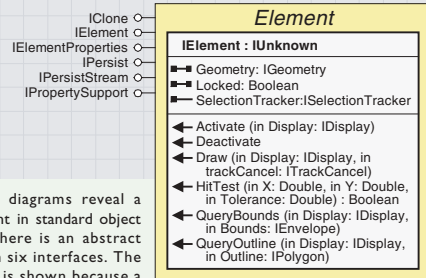 IClone
IElement
IElementProperties
IPersist
IPersistStream
IPropertySupport
Element
IElement : IUnknown
Geometry: IGeometry
Locked: Boolean
SelectionTracker:ISelectionTracker
Activate (in Display: IDisplay)
Deactivate
Draw (in Display: IDisplay, in
trackCancel: ITrackCancel)
HitTest (in X: Double, in Y: Double,
in Tolerance: Double) : Boolean
QueryBounds (in Display: IDisplay,
in Bounds: IEnvelope)
QueryOutline (in Display: IDisplay,
in Outline: IPolygon)
diagrams reveal a
in standard object
here is an abstract
six interfaces. The
is shown because a